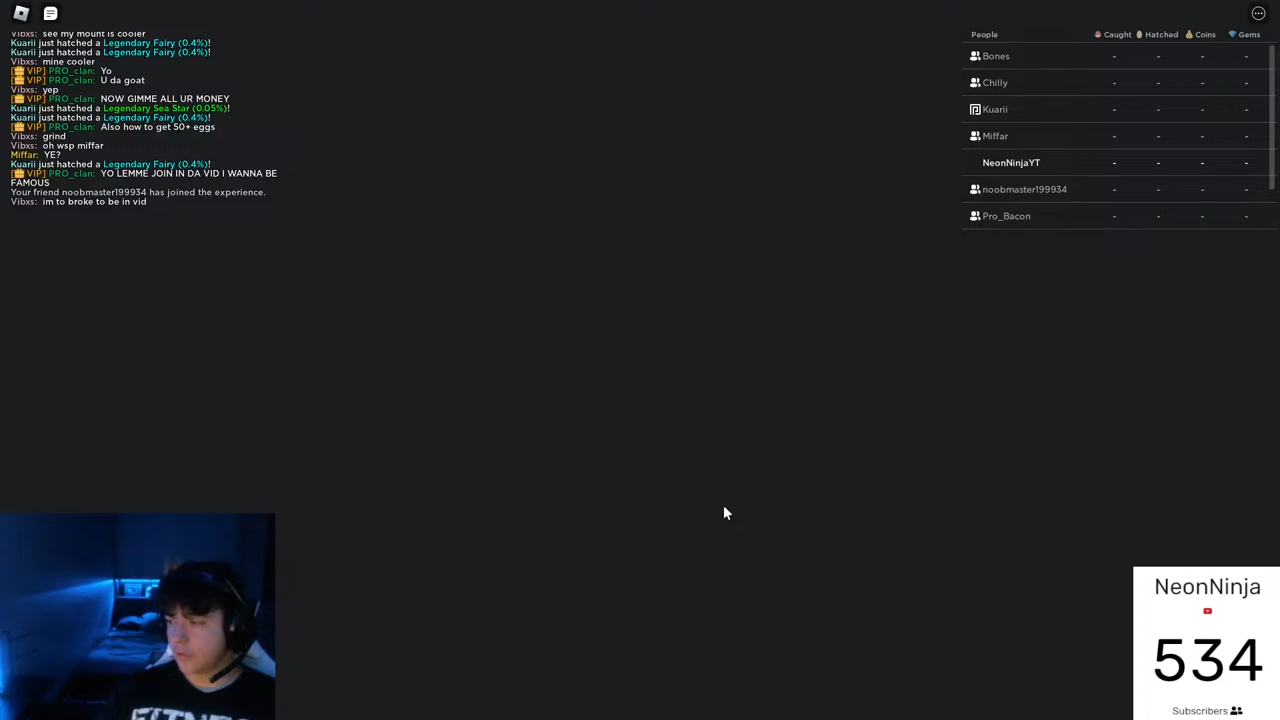 Vibxs: see my mount is cooler
Kuarii just hatched a Legendary Fairy (0.4%)!
Kuarii just hatched a Legendary Fairy (0.4%)!
Vibxs: mine cooler
[VIP] PRO_clan: Yo
[VIP] PRO_clan: U da goat
Vibxs: yep
[VIP] PRO_clan: NOW GIMME ALL UR MONEY
Kuarii just hatched a Legendary Sea Star (0.05%)!
Kuarii just hatched a Legendary Fairy (0.4%)!
[VIP] PRO_clan: Also how to get 50+ eggs
Vibxs: grind
Vibxs: oh wsp miffar
Miffar: YE?
Kuarii just hatched a Legendary Fairy (0.4%)!
[VIP] PRO_clan: YO LEMME JOIN IN DA VID I WANNA BE
FAMOUS
Your friend noobmaster199934 has joined the experience.
Vibxs: im to broke to be in vid
People Caught Hatched Coins Gems
Bones - - - -
Chilly - - - -
Kuarii - - - -
Miffar - - - -
NeonNinjaYT - - - -
noobmaster199934 - - - -
Pro_Bacon - - - -
NeonNinja
534
Subscribers